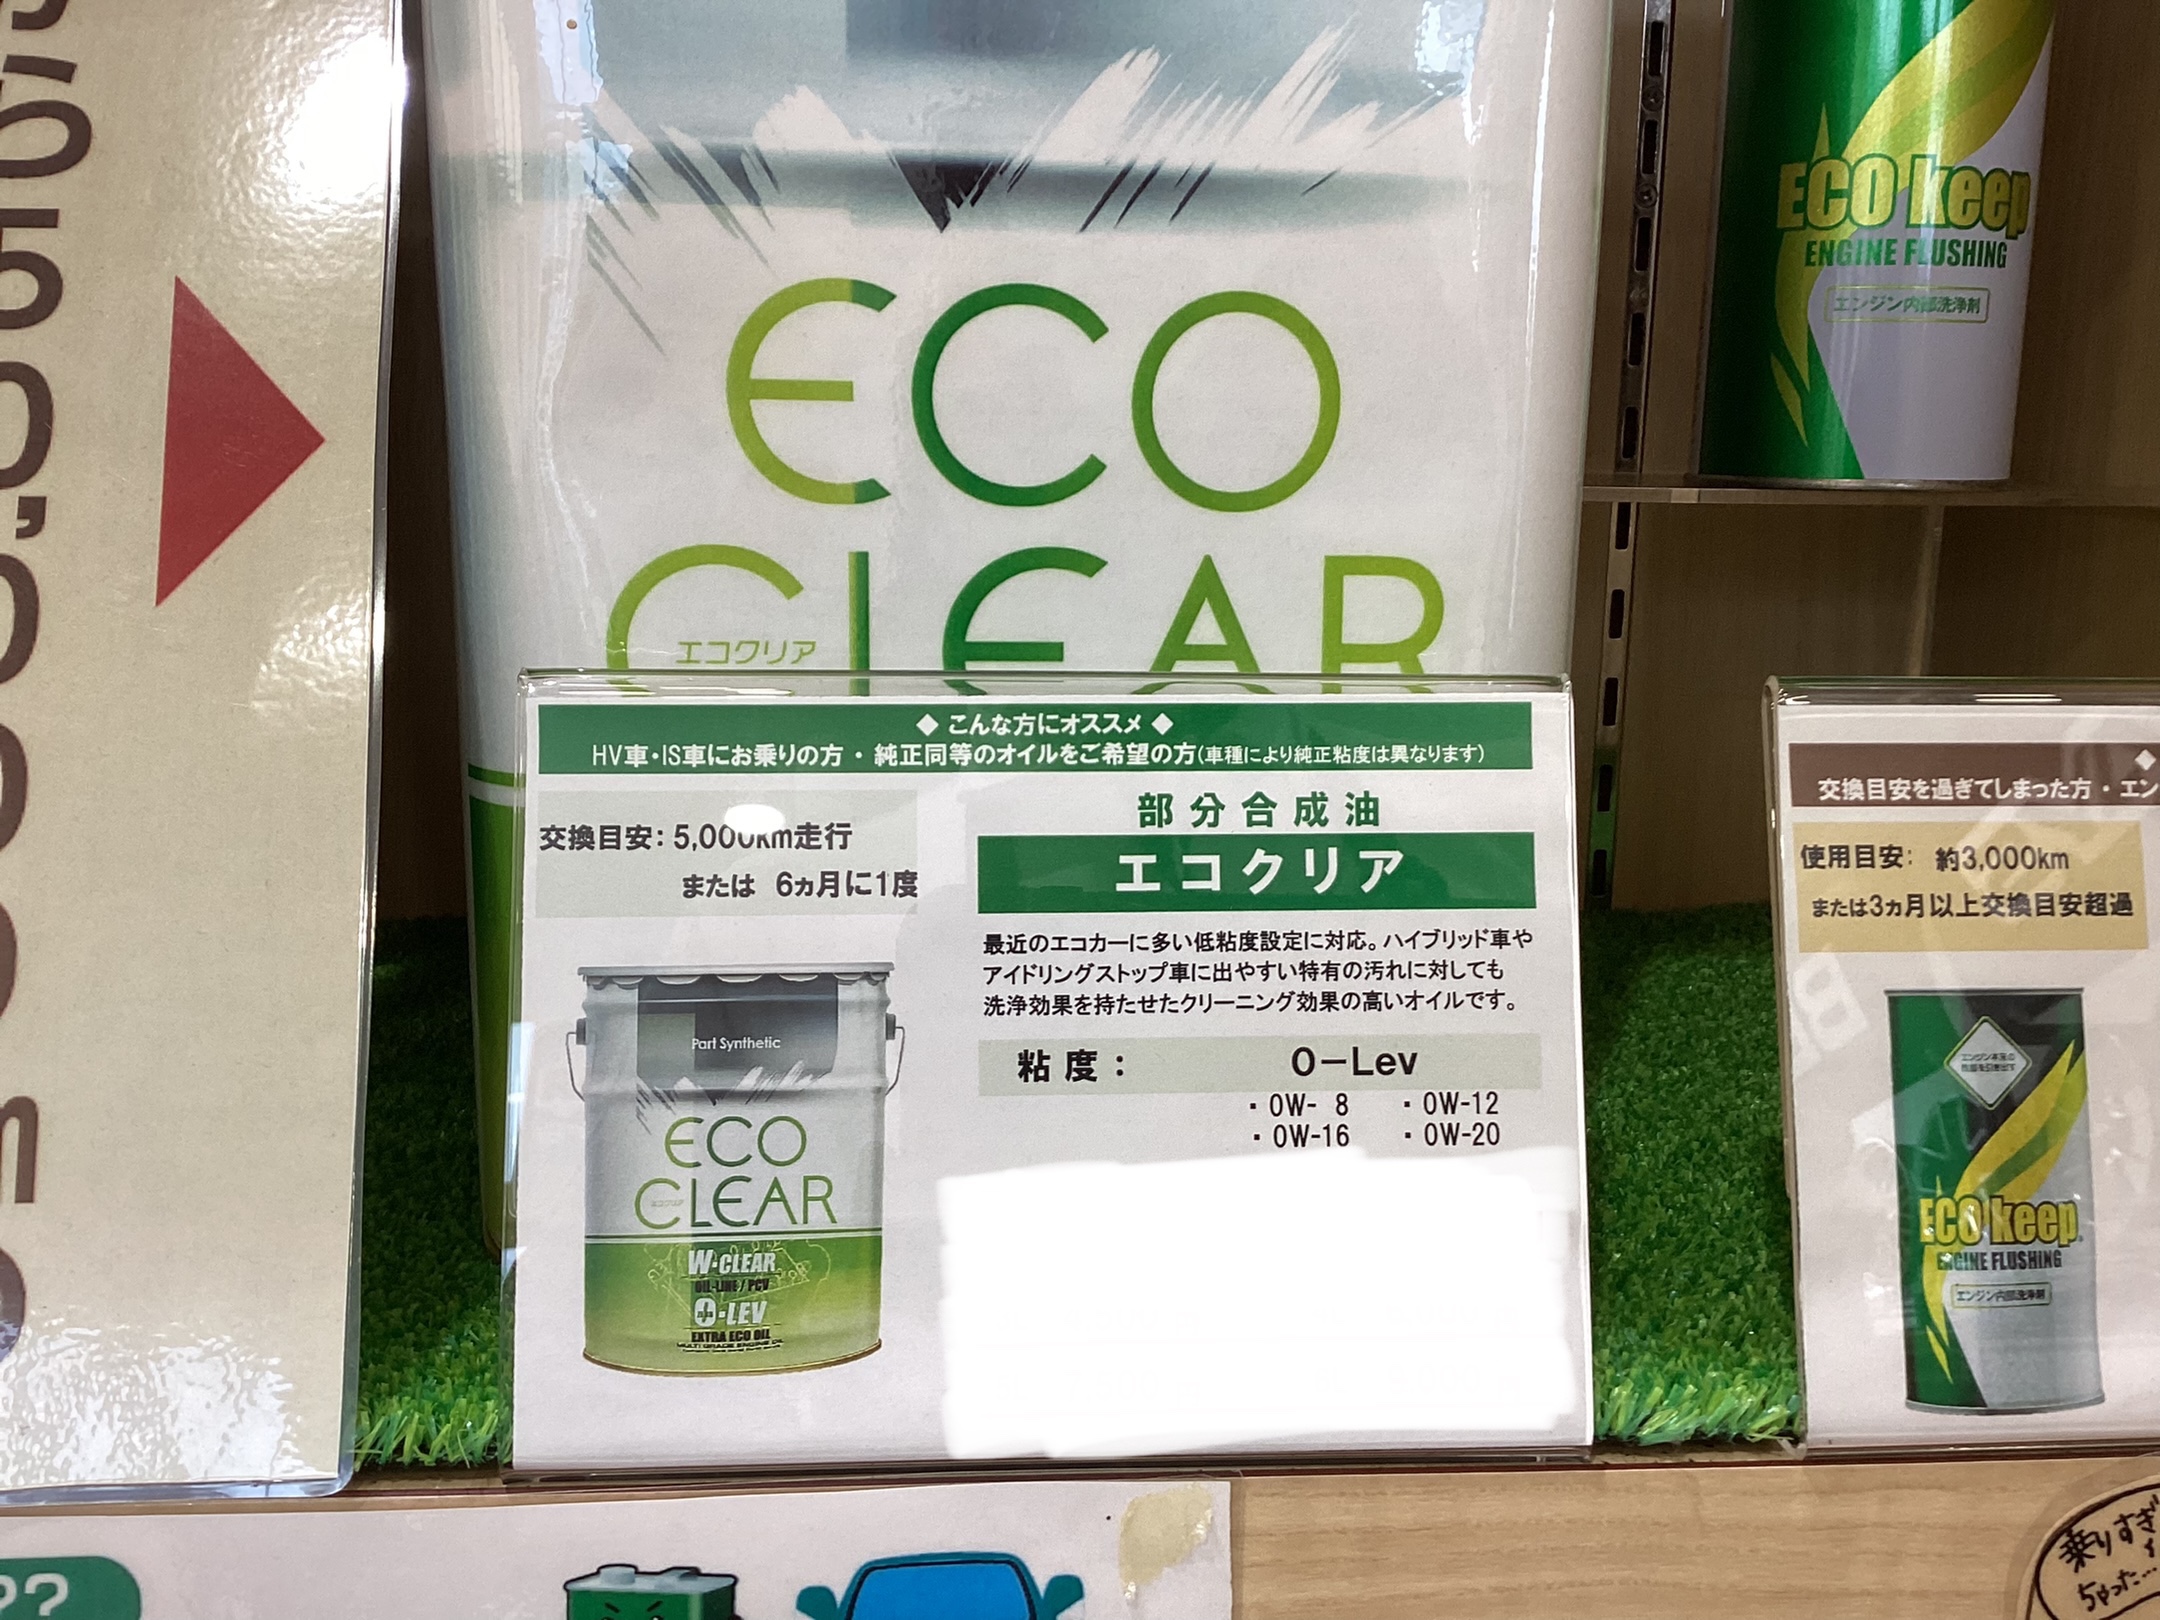 ECO
CLEAR
エコクリア
ECO keep
ENGINE FLUSHING
エンジン内部洗浄剤
◆ こんな方にオススメ ◆
HV車・IS車にお乗りの方・純正同等のオイルをご希望の方(車種により純正粘度は異なります)
交換目安: 5,000km走行
または 6ヵ月に1度
部分合成油
エコクリア
最近のエコカーに多い低粘度設定に対応。ハイブリッド車や
アイドリングストップ車に出やすい特有の汚れに対しても
洗浄効果を持たせたクリーニング効果の高いオイルです。
粘度: O-Lev
・0W- 8 ・0W-12
・0W-16 ・0W-20
Part Synthetic
ECO
CLEAR
W-CLEAR
OIL-LINE / PCV
O-LEV
EXTRA ECO OIL
◆
交換目安を過ぎてしまった方・エン
使用目安: 約3,000km
または3ヵ月以上交換目安超過
ECO keep
ENGINE FLUSHING
エンジン内部洗浄剤
??
乗りすぎ
ちゃった…